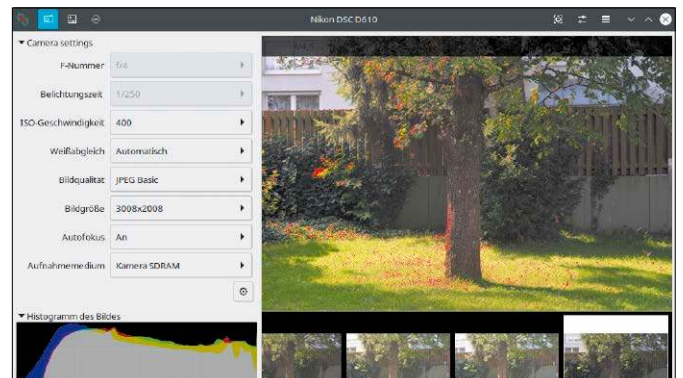 Nikon DSC D610
Camera settings
F-Nummer f/4
Belichtungszeit 1/250
ISO-Geschwindigkeit 400
Weißabgleich Automatisch
Bildqualität JPEG Basic
Bildgröße 3008x2008
Autofokus An
Aufnahmemedium Kamera SDRAM
Histogramm des Bildes